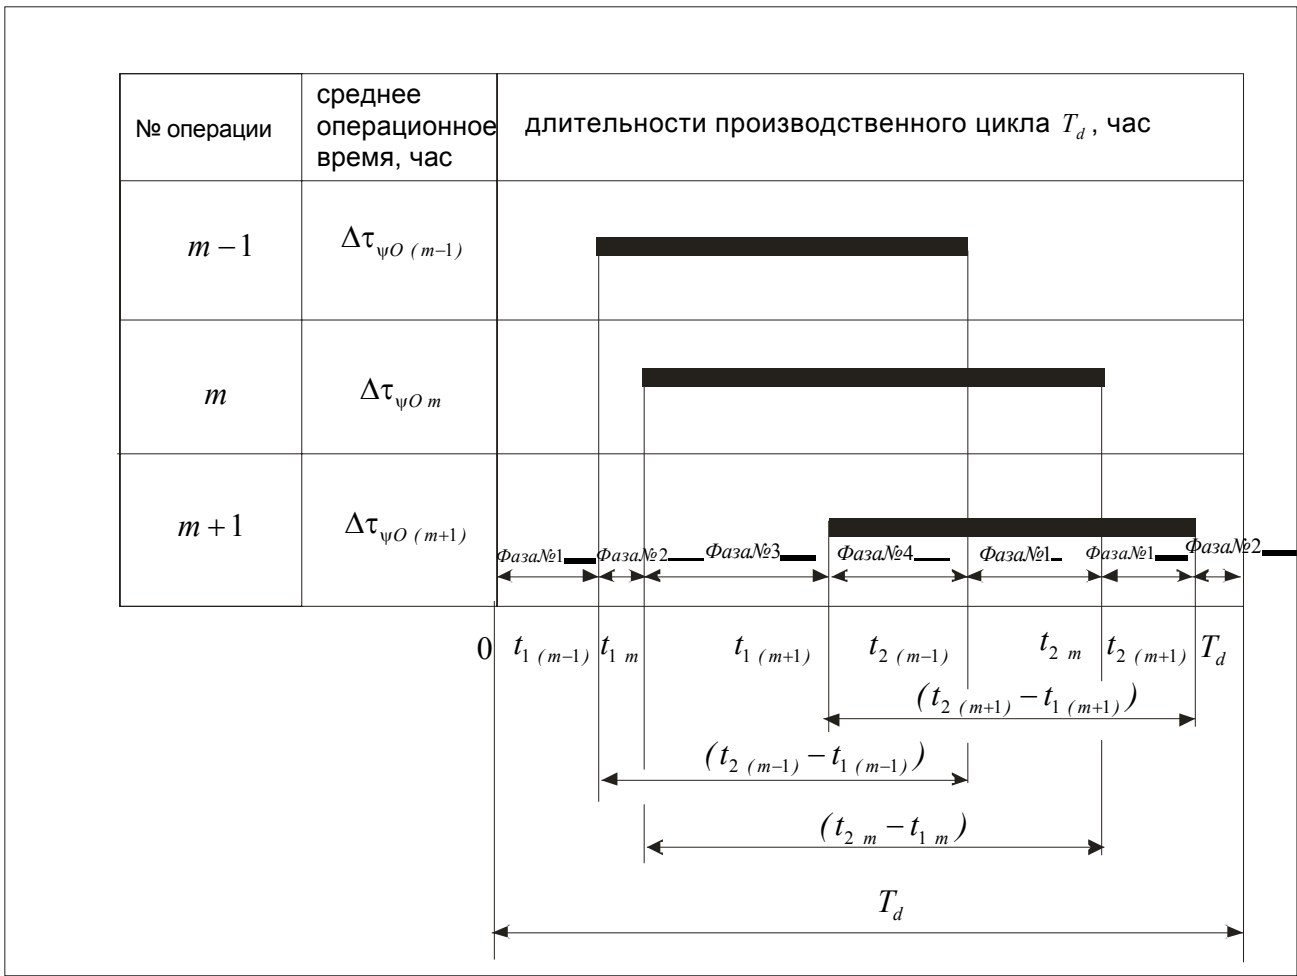 № операции
среднее
операционное
время, час
длительности производственного цикла T_d , час
m − 1
Δτ_ψO (m−1)
m
Δτ_ψO m
m + 1
Δτ_ψO (m+1)
Фаза№1 Фаза№2 Фаза№3 Фаза№4 Фаза№1 Фаза№1 Фаза№2
0 t_1 (m−1) t_1 m t_1 (m+1) t_2 (m−1) t_2 m t_2 (m+1) T_d
(t_2 (m+1) − t_1 (m+1))
(t_2 (m−1) − t_1 (m−1))
(t_2 m − t_1 m)
T_d